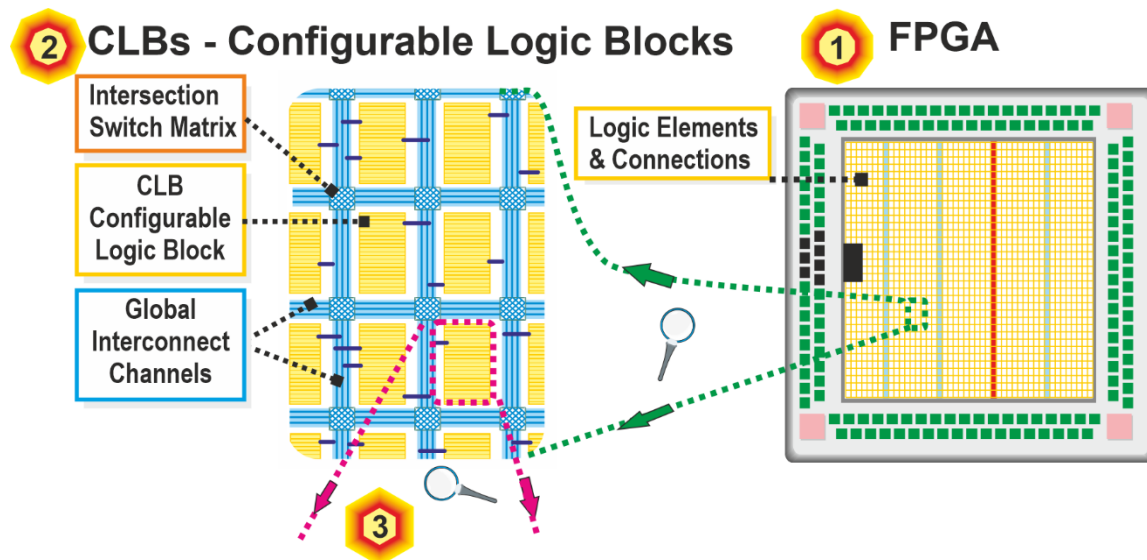 2
CLBs - Configurable Logic Blocks
1
FPGA
Intersection
Switch Matrix
CLB
Configurable
Logic Block
Global
Interconnect
Channels
Logic Elements
& Connections
3